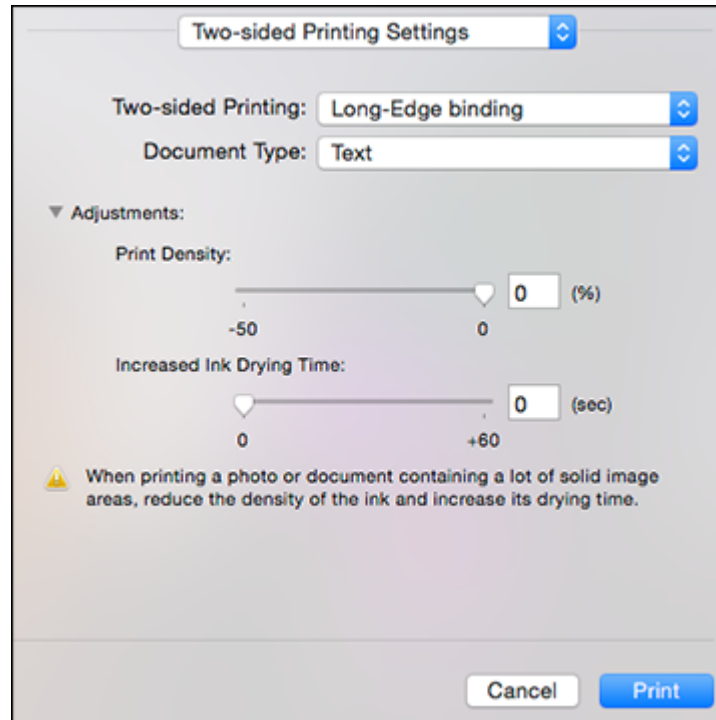 Two-sided Printing Settings
Two-sided Printing: Long-Edge binding
Document Type: Text
Adjustments:
Print Density:
0 (%)
-50 0
Increased Ink Drying Time:
0 (sec)
0 +60
When printing a photo or document containing a lot of solid image
areas, reduce the density of the ink and increase its drying time.
Cancel Print